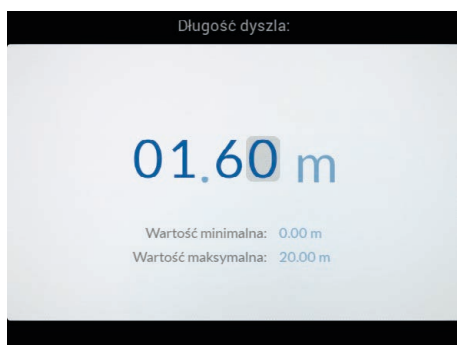 Długość dyszla:
01.60 m
Wartość minimalna: 0.00 m
Wartość maksymalna: 20.00 m